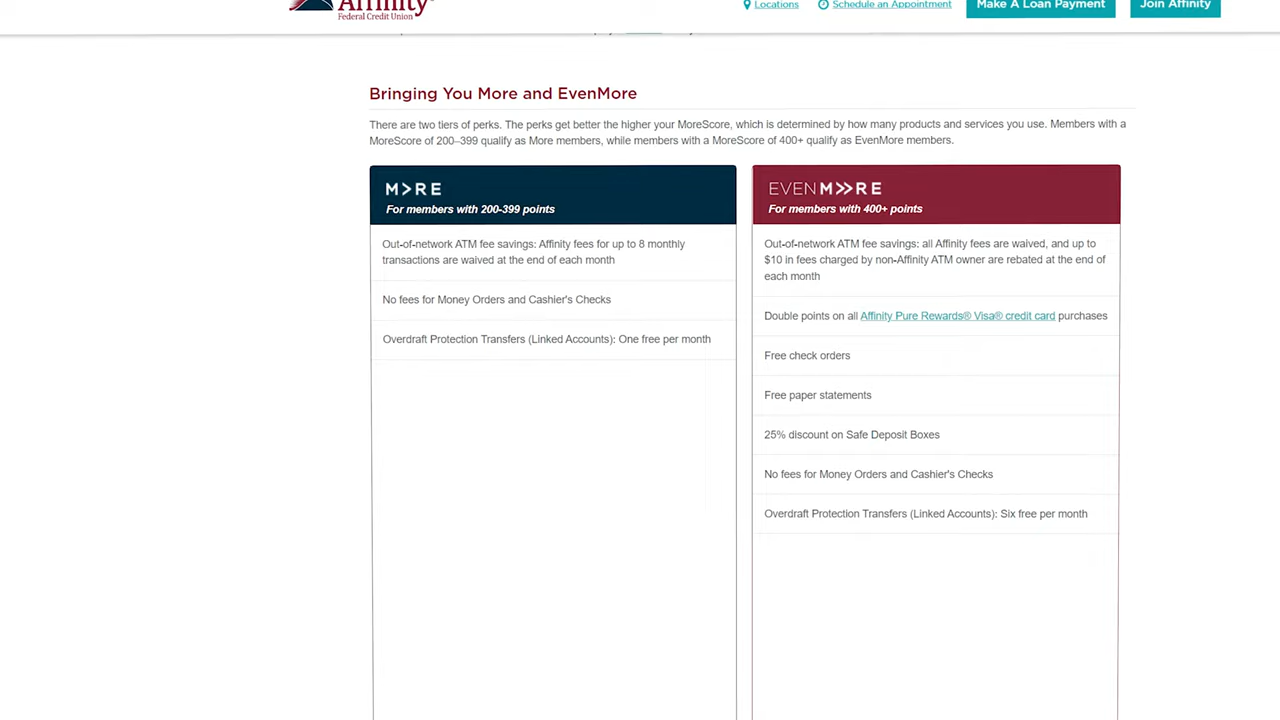 Affinity
Federal Credit Union
Locations
Schedule an Appointment
Make A Loan Payment
Join Affinity
Bringing You More and EvenMore
There are two tiers of perks. The perks get better the higher your MoreScore, which is determined by how many products and services you use. Members with a
MoreScore of 200–399 qualify as More members, while members with a MoreScore of 400+ qualify as EvenMore members.
M>RE
For members with 200-399 points
Out-of-network ATM fee savings: Affinity fees for up to 8 monthly
transactions are waived at the end of each month
No fees for Money Orders and Cashier's Checks
Overdraft Protection Transfers (Linked Accounts): One free per month
EVENM>>RE
For members with 400+ points
Out-of-network ATM fee savings: all Affinity fees are waived, and up to
$10 in fees charged by non-Affinity ATM owner are rebated at the end of
each month
Double points on all Affinity Pure Rewards® Visa® credit card purchases
Free check orders
Free paper statements
25% discount on Safe Deposit Boxes
No fees for Money Orders and Cashier's Checks
Overdraft Protection Transfers (Linked Accounts): Six free per month